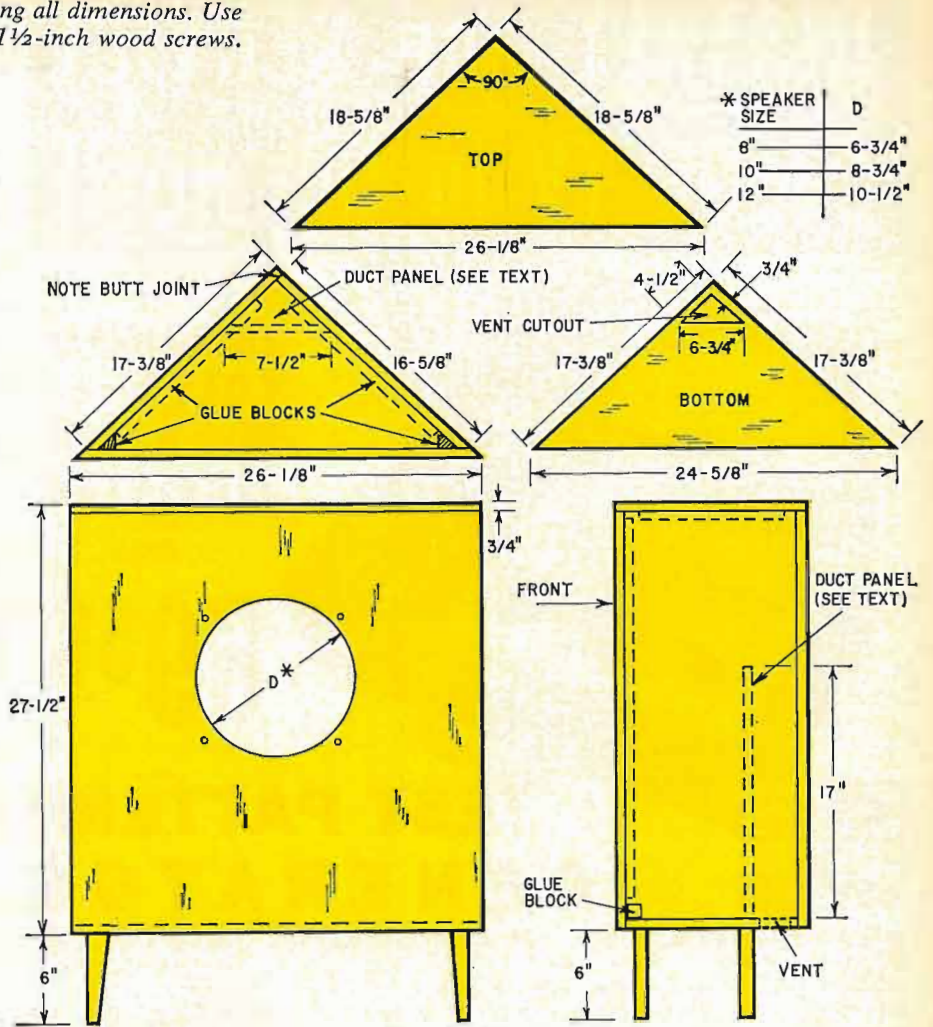 ng all dimensions. Use
1½-inch wood screws.
90°
18-5/8"
18-5/8"
TOP
26-1/8"
* SPEAKER SIZE D
8" 6-3/4"
10" 8-3/4"
12" 10-1/2"
NOTE BUTT JOINT
DUCT PANEL (SEE TEXT)
17-3/8"
7-1/2"
16-5/8"
GLUE BLOCKS
26-1/8"
4-1/2"
3/4"
VENT CUTOUT
6-3/4"
17-3/8"
17-3/8"
BOTTOM
24-5/8"
3/4"
D *
27-1/2"
6"
FRONT
DUCT PANEL
(SEE TEXT)
17"
GLUE
BLOCK
VENT
6"